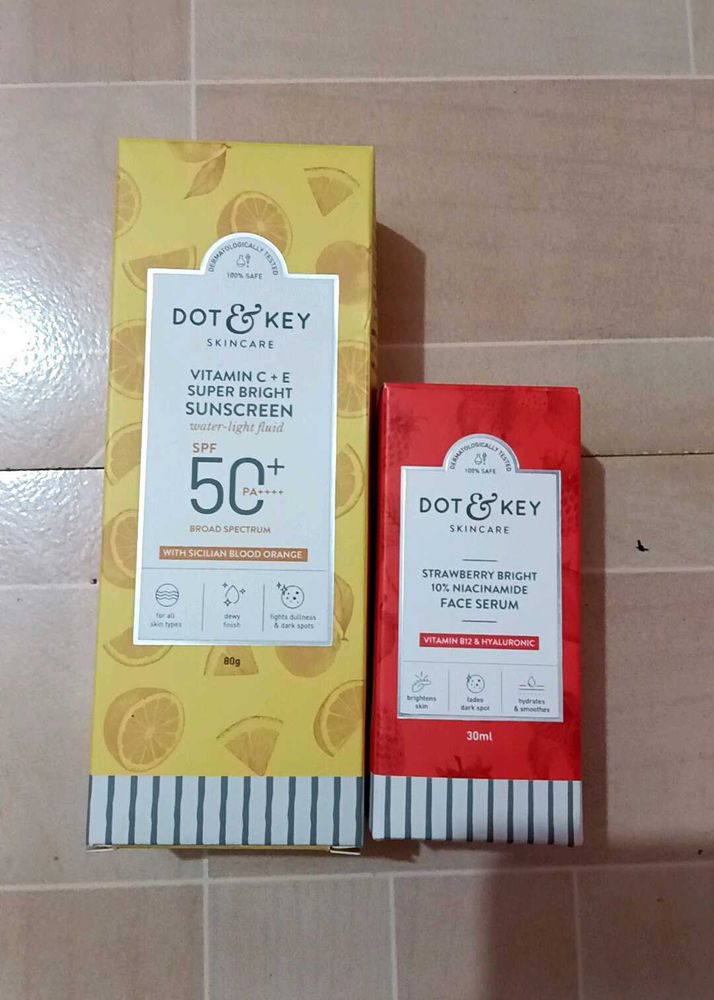 DERMATOLOGICALLY TESTED
100% SAFE
DOT & KEY
SKINCARE
VITAMIN C + E
SUPER BRIGHT
SUNSCREEN
water-light fluid
SPF
50+
PA++++
BROAD SPECTRUM
WITH SICILIAN BLOOD ORANGE
for all
skin types
dewy
finish
fights dullness
& dark spots
80g
DERMATOLOGICALLY TESTED
100% SAFE
DOT & KEY
SKINCARE
STRAWBERRY BRIGHT
10% NIACINAMIDE
FACE SERUM
VITAMIN B12 & HYALURONIC
brightens
skin
fades
dark spot
hydrates
& smoothes
30ml